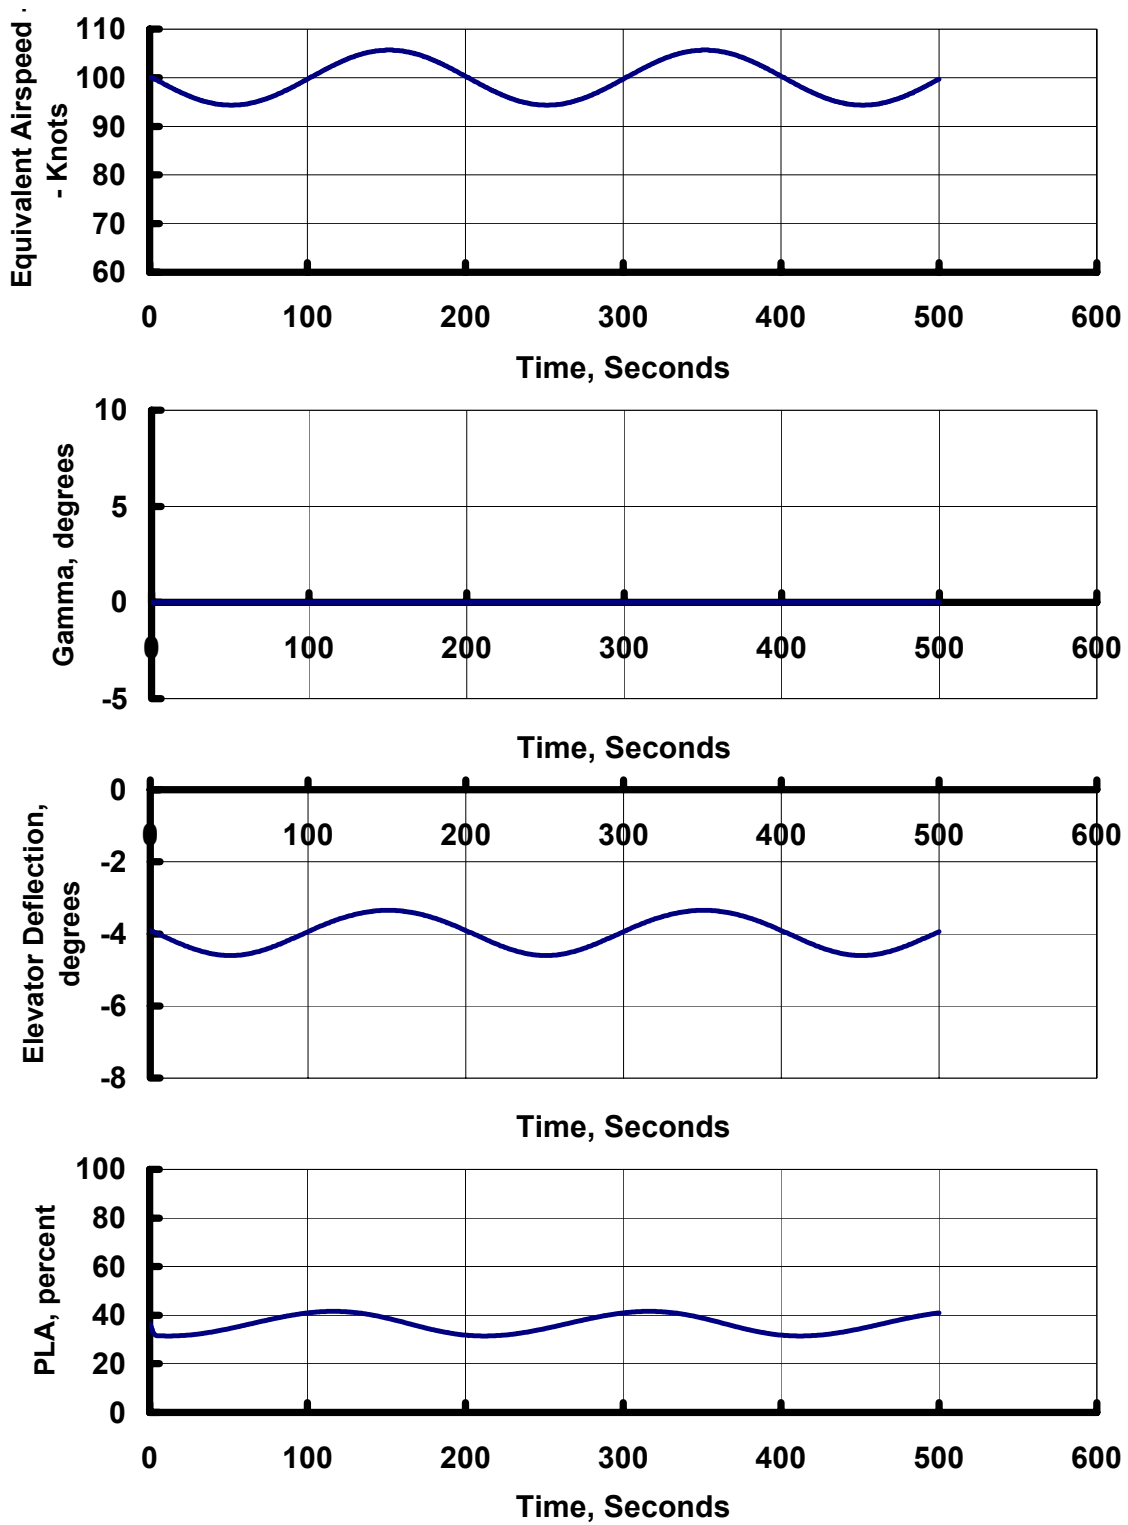 Equivalent Airspeed -
- Knots
110
100
90
80
70
60
0 100 200 300 400 500 600
Time, Seconds
Gamma, degrees
10
5
0
-5
0 100 200 300 400 500 600
Time, Seconds
Elevator Deflection,
degrees
0
-2
-4
-6
-8
0 100 200 300 400 500 600
Time, Seconds
PLA, percent
100
80
60
40
20
0
0 100 200 300 400 500 600
Time, Seconds